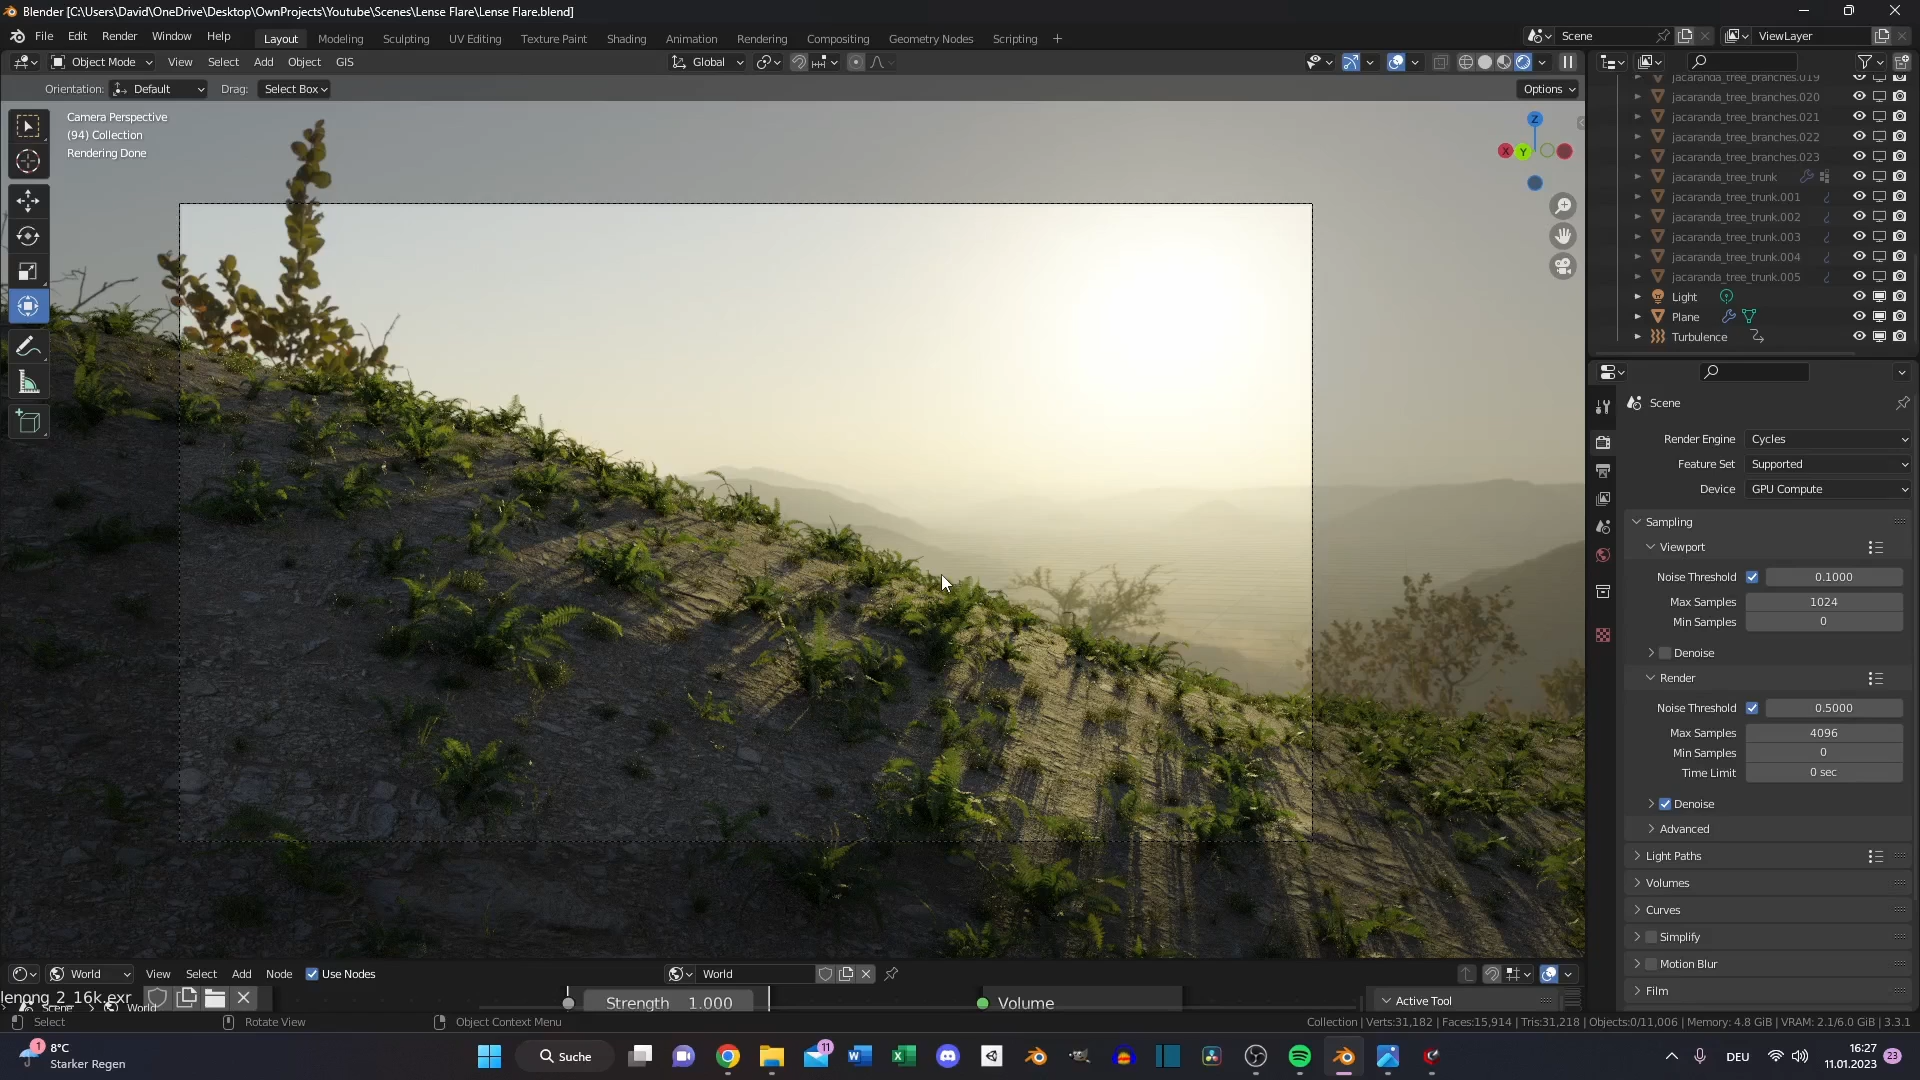 Blender [C:\Users\David\OneDrive\Desktop\OwnProjects\Youtube\Scenes\Lense Flare\Lense Flare.blend]
File Edit Render Window Help Layout Modeling Sculpting UV Editing Texture Paint Shading Animation Rendering Compositing Geometry Nodes Scripting + Scene ViewLayer
Object Mode View Select Add Object GIS Global
Orientation: Default Drag: Select Box Options
Camera Perspective
(94) Collection
Rendering Done
Z
X
Y
jacaranda_tree_branches.019
jacaranda_tree_branches.020
jacaranda_tree_branches.021
jacaranda_tree_branches.022
jacaranda_tree_branches.023
jacaranda_tree_trunk
jacaranda_tree_trunk.001
jacaranda_tree_trunk.002
jacaranda_tree_trunk.003
jacaranda_tree_trunk.004
jacaranda_tree_trunk.005
Light
Plane
Turbulence
Scene
Render Engine Cycles
Feature Set Supported
Device GPU Compute
Sampling
Viewport
Noise Threshold 0.1000
Max Samples 1024
Min Samples 0
Denoise
Render
Noise Threshold 0.5000
Max Samples 4096
Min Samples 0
Time Limit 0 sec
Denoise
Advanced
Light Paths
Volumes
Curves
Simplify
Motion Blur
Film
World View Select Add Node Use Nodes World
lenong_2_16k.exr
Scene World
Strength 1.000
Volume
Active Tool
Select Rotate View Object Context Menu
Collection | Verts:31,182 | Faces:15,914 | Tris:31,218 | Objects:0/11,006 | Memory: 4.8 GiB | VRAM: 2.1/6.0 GiB | 3.3.1
1
8°C
Starker Regen
Suche
11
DEU
16:27
11.01.2023
23